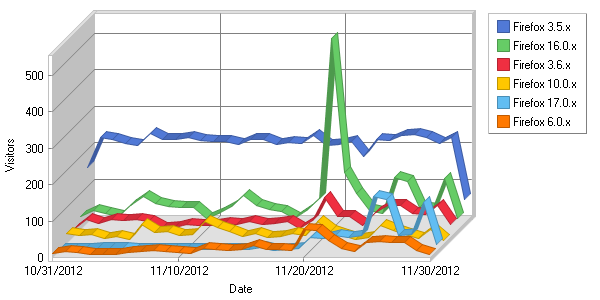 Visitors
500
400
300
200
100
0
10/31/2012
11/10/2012
11/20/2012
11/30/2012
Date
Firefox 3.5.x
Firefox 16.0.x
Firefox 3.6.x
Firefox 10.0.x
Firefox 17.0.x
Firefox 6.0.x